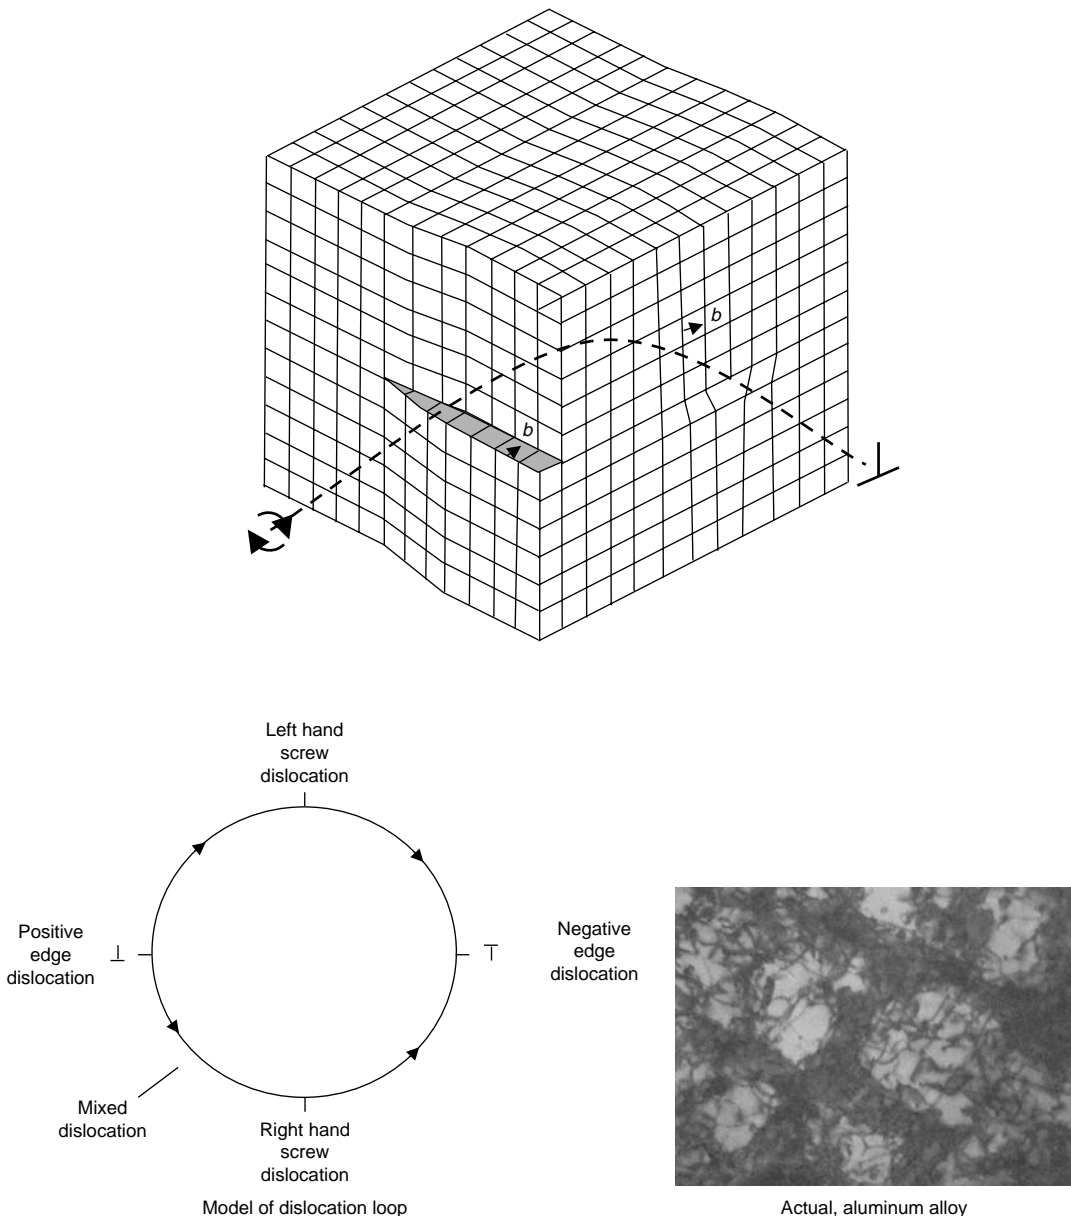 b
b
Left hand
screw
dislocation
Positive
edge
dislocation
Negative
edge
dislocation
Mixed
dislocation
Right hand
screw
dislocation
Model of dislocation loop
Actual, aluminum alloy